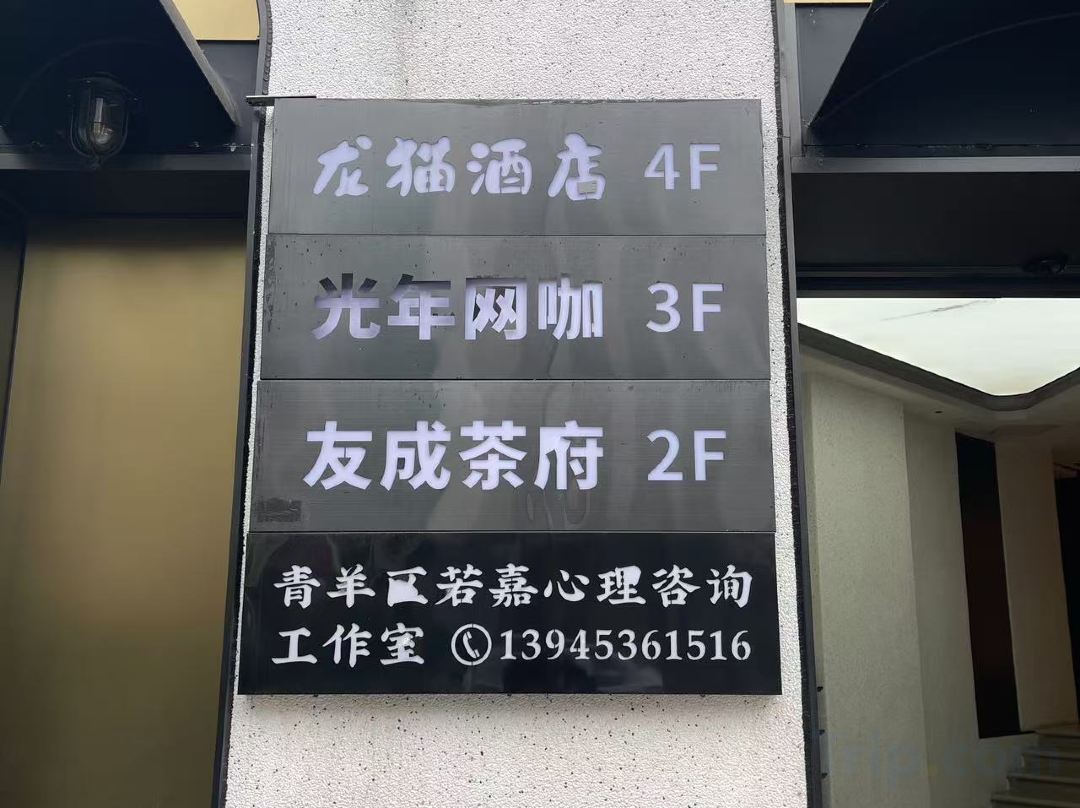 龙猫酒店 4F
光年网咖 3F
友成茶府 2F
青羊区若嘉心理咨询
工作室 13945361516